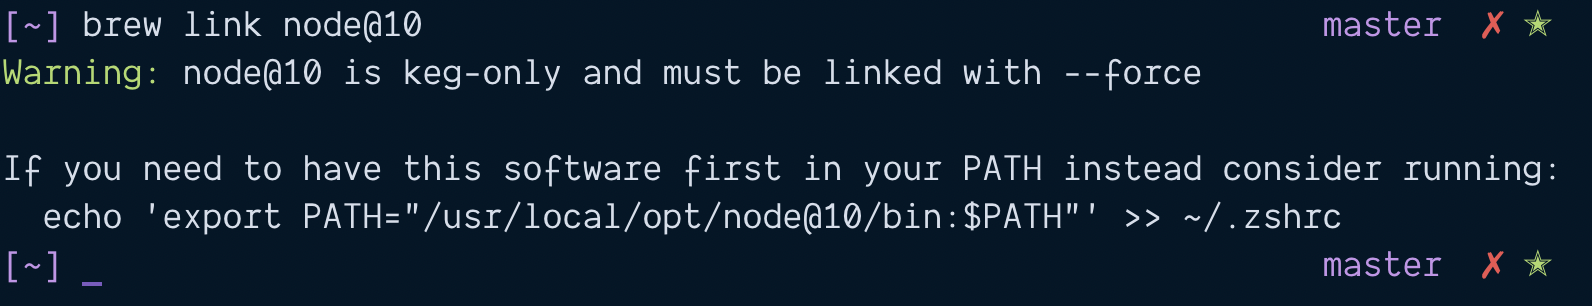 [~] brew link node@10 master ✗ ✭
Warning: node@10 is keg-only and must be linked with --force
If you need to have this software first in your PATH instead consider running:
echo 'export PATH="/usr/local/opt/node@10/bin:$PATH"' >> ~/.zshrc
[~] _ master ✗ ✭